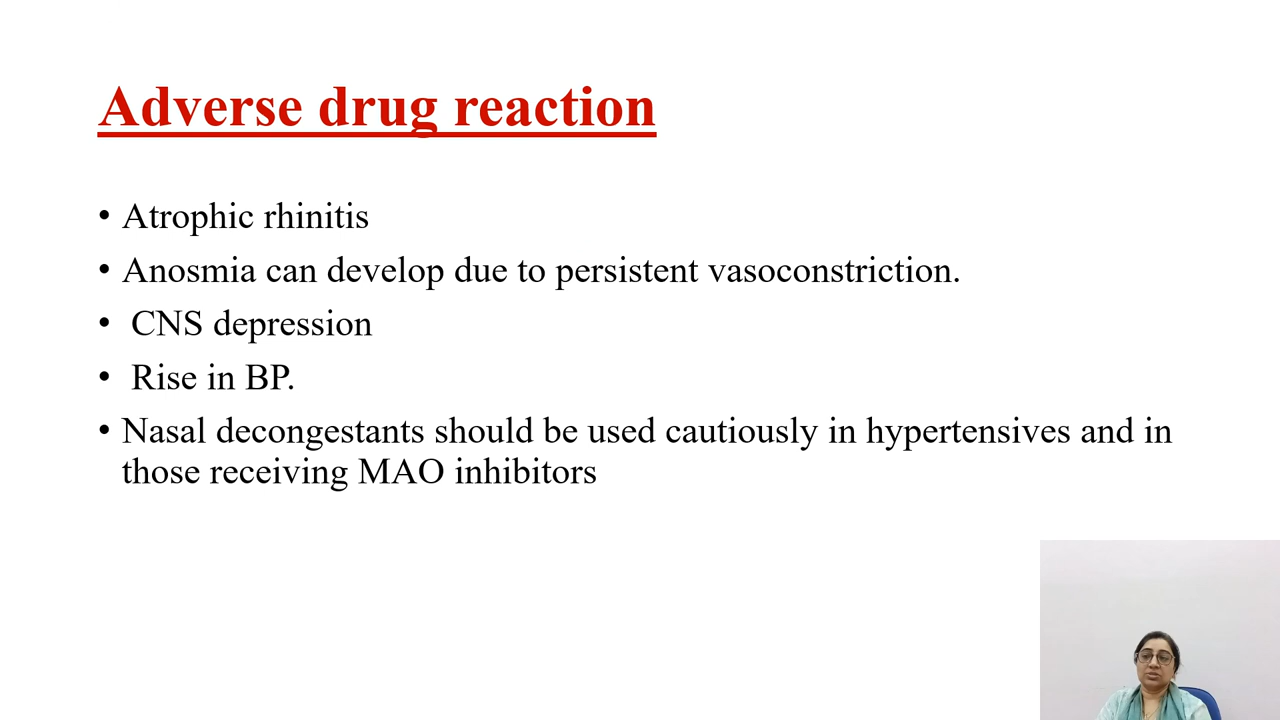 Adverse drug reaction
• Atrophic rhinitis
• Anosmia can develop due to persistent vasoconstriction.
• CNS depression
• Rise in BP.
• Nasal decongestants should be used cautiously in hypertensives and in
those receiving MAO inhibitors